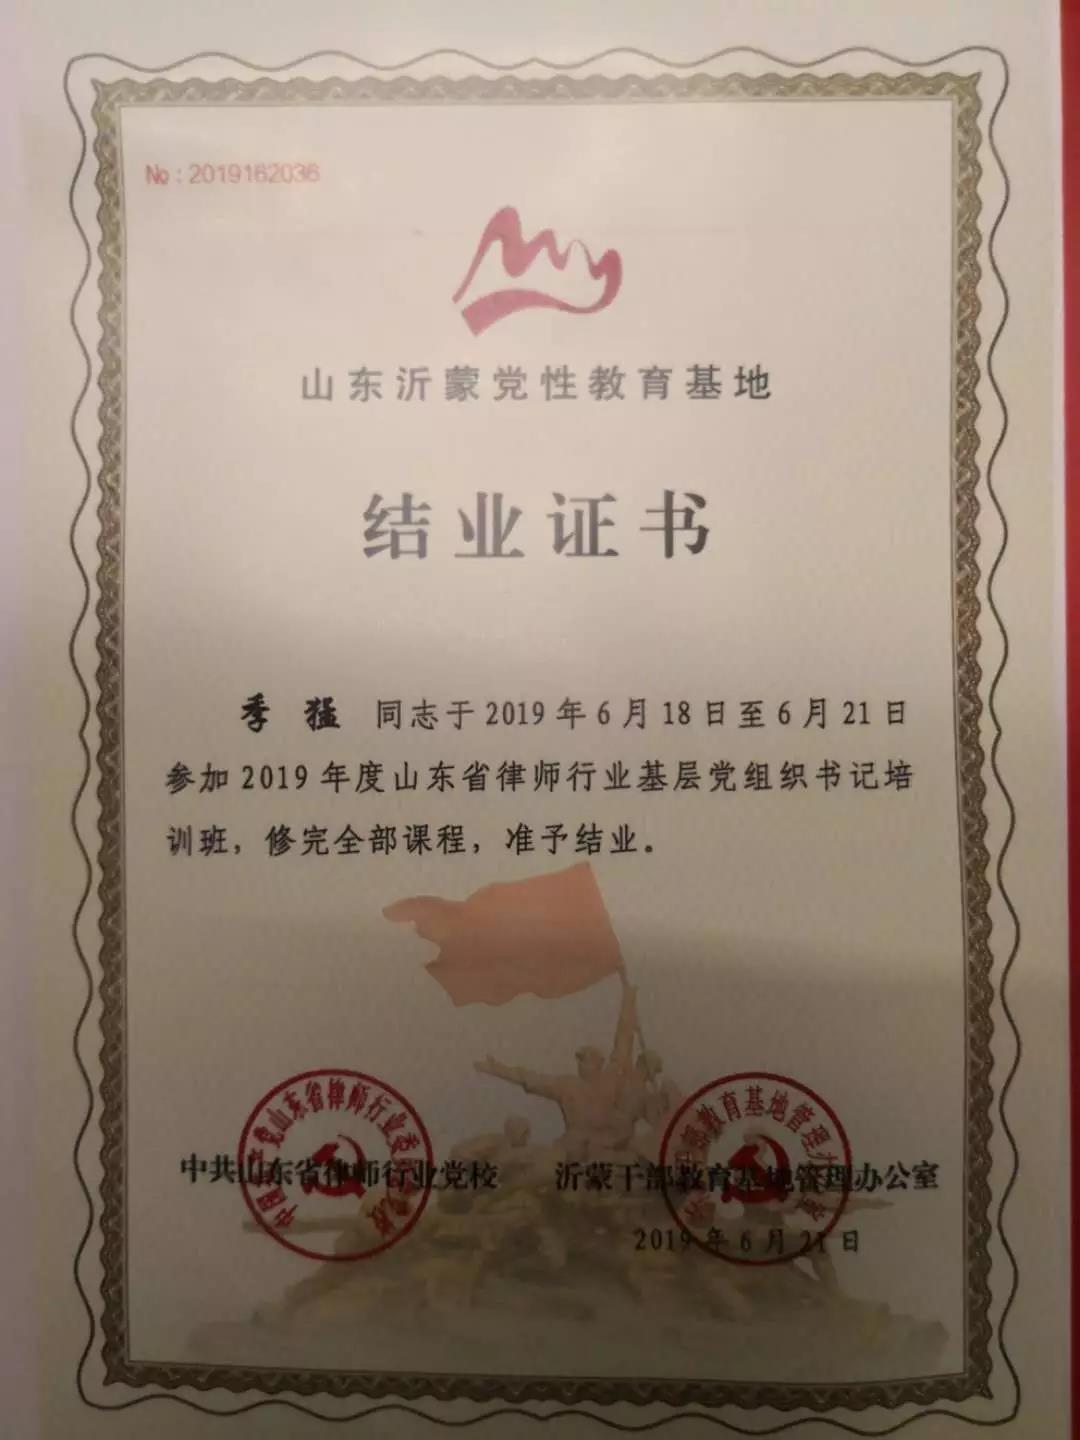 №：2019162036
山东沂蒙党性教育基地
结业证书
季猛 同志于2019年6月18日至6月21日
参加2019年度山东省律师行业基层党组织书记培
训班，修完全部课程，准予结业。
中共山东省律师行业党校
沂蒙干部教育基地管理办公室
2019年6月21日